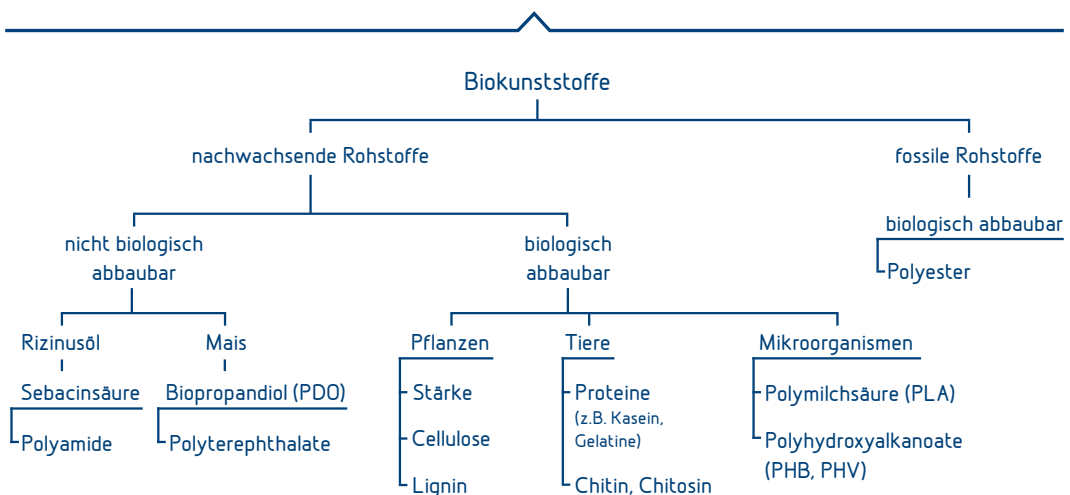 Biokunststoffe
nachwachsende Rohstoffe
fossile Rohstoffe
nicht biologisch
abbaubar
biologisch
abbaubar
biologisch abbaubar
Polyester
Rizinusöl
Mais
Pflanzen
Tiere
Mikroorganismen
Sebacinsäure
Biopropandiol (PDO)
Stärke
Proteine
(z.B. Kasein,
Gelatine)
Polymilchsäure (PLA)
Polyamide
Polyterephthalate
Cellulose
Polyhydroxyalkanoate
(PHB, PHV)
Lignin
Chitin, Chitosin